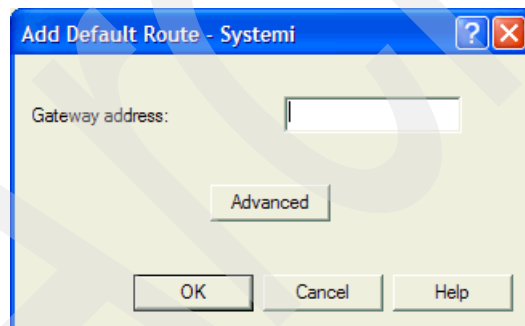 Add Default Route - Systemi
Gateway address:
Advanced
OK Cancel Help